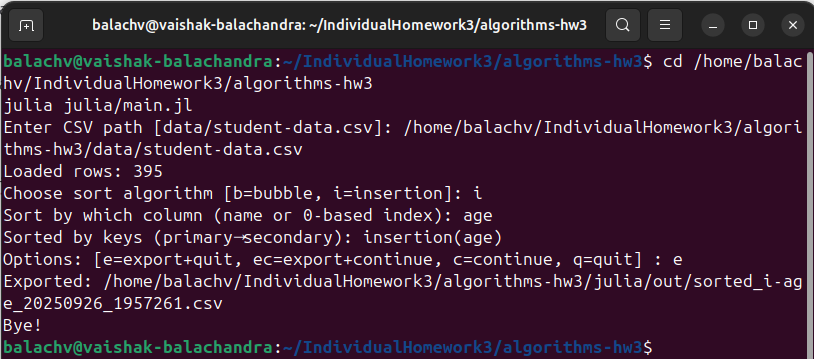 balachv@vaishak-balachandra: ~/IndividualHomework3/algorithms-hw3
balachv@vaishak-balachandra:~/IndividualHomework3/algorithms-hw3$ cd /home/balac
hv/IndividualHomework3/algorithms-hw3
julia julia/main.jl
Enter CSV path [data/student-data.csv]: /home/balachv/IndividualHomework3/algori
thms-hw3/data/student-data.csv
Loaded rows: 395
Choose sort algorithm [b=bubble, i=insertion]: i
Sort by which column (name or 0-based index): age
Sorted by keys (primary→secondary): insertion(age)
Options: [e=export+quit, ec=export+continue, c=continue, q=quit] : e
Exported: /home/balachv/IndividualHomework3/algorithms-hw3/julia/out/sorted_i-ag
e_20250926_1957261.csv
Bye!
balachv@vaishak-balachandra:~/IndividualHomework3/algorithms-hw3$